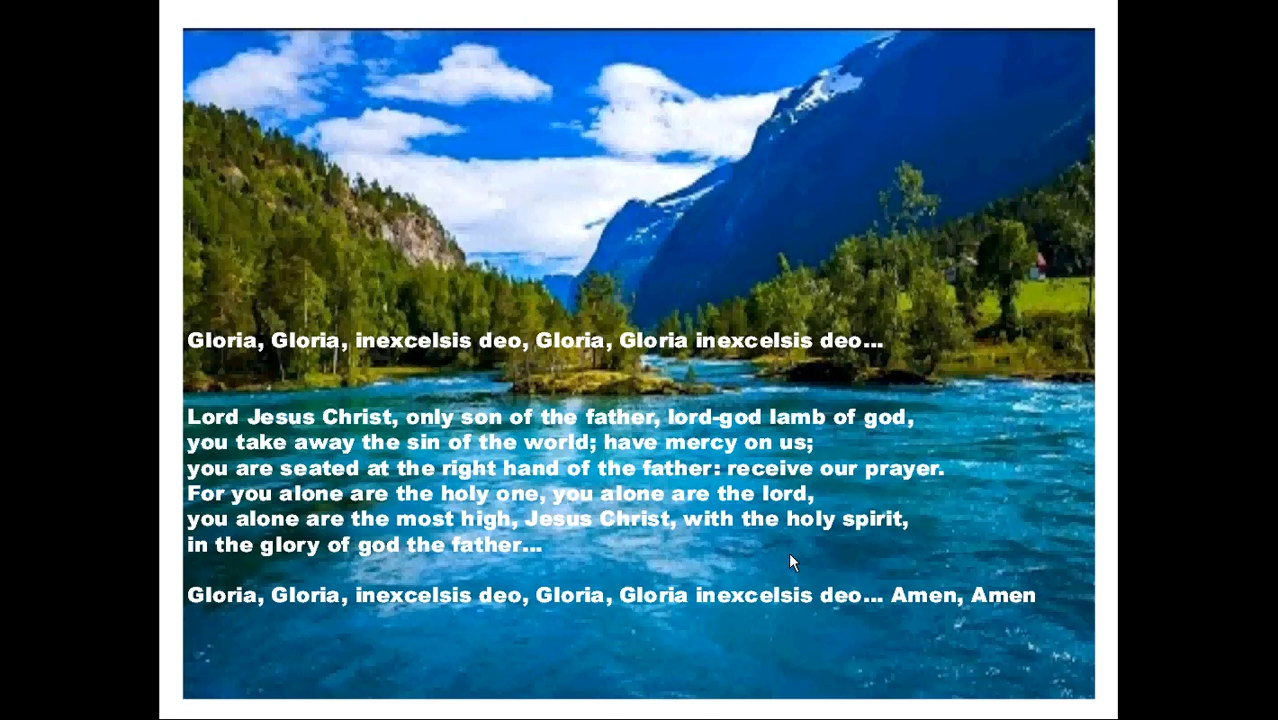 Gloria, Gloria, inexcelsis deo, Gloria, Gloria inexcelsis deo...
Lord Jesus Christ, only son of the father, lord-god lamb of god,
you take away the sin of the world; have mercy on us;
you are seated at the right hand of the father: receive our prayer.
For you alone are the holy one, you alone are the lord,
you alone are the most high, Jesus Christ, with the holy spirit,
in the glory of god the father...
Gloria, Gloria, inexcelsis deo, Gloria, Gloria inexcelsis deo... Amen, Amen